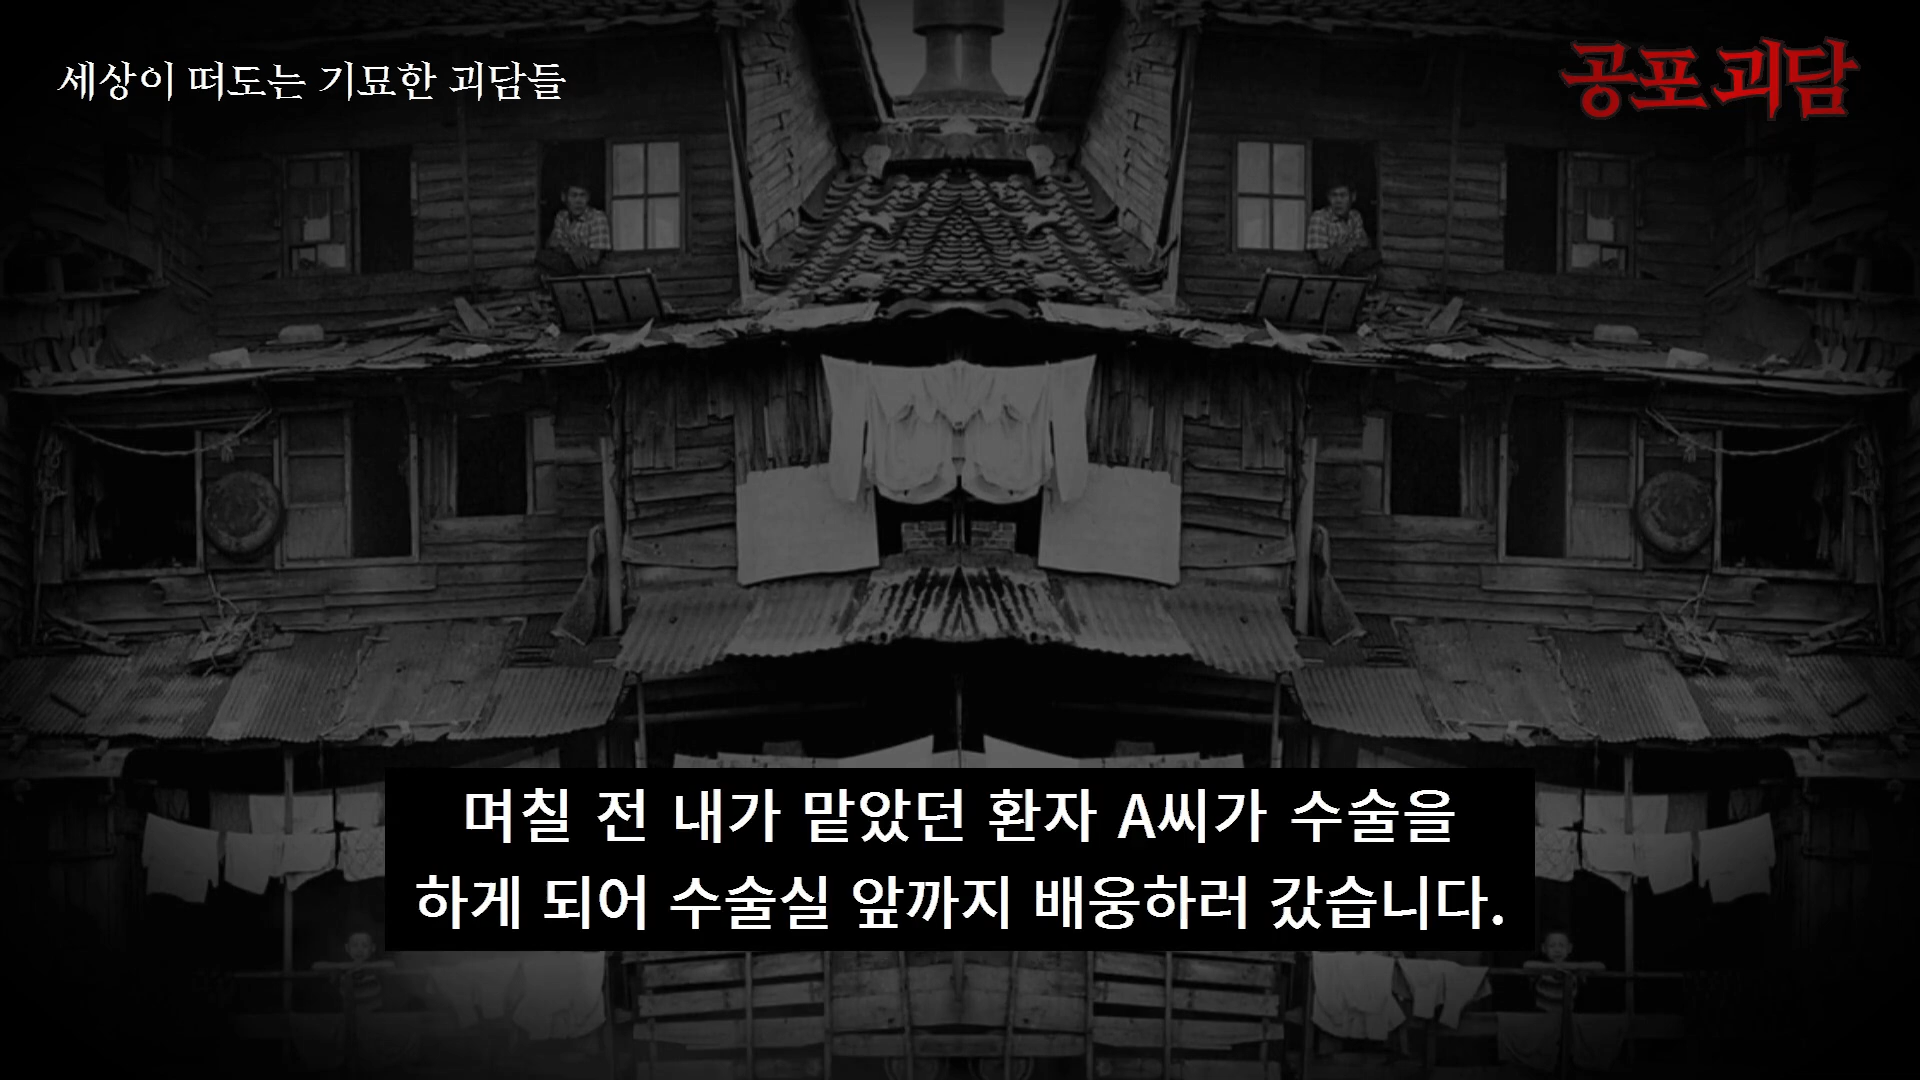 세상이 떠도는 기묘한 괴담들
공포 괴담
며칠 전 내가 맡았던 환자 A씨가 수술을
하게 되어 수술실 앞까지 배웅하러 갔습니다.